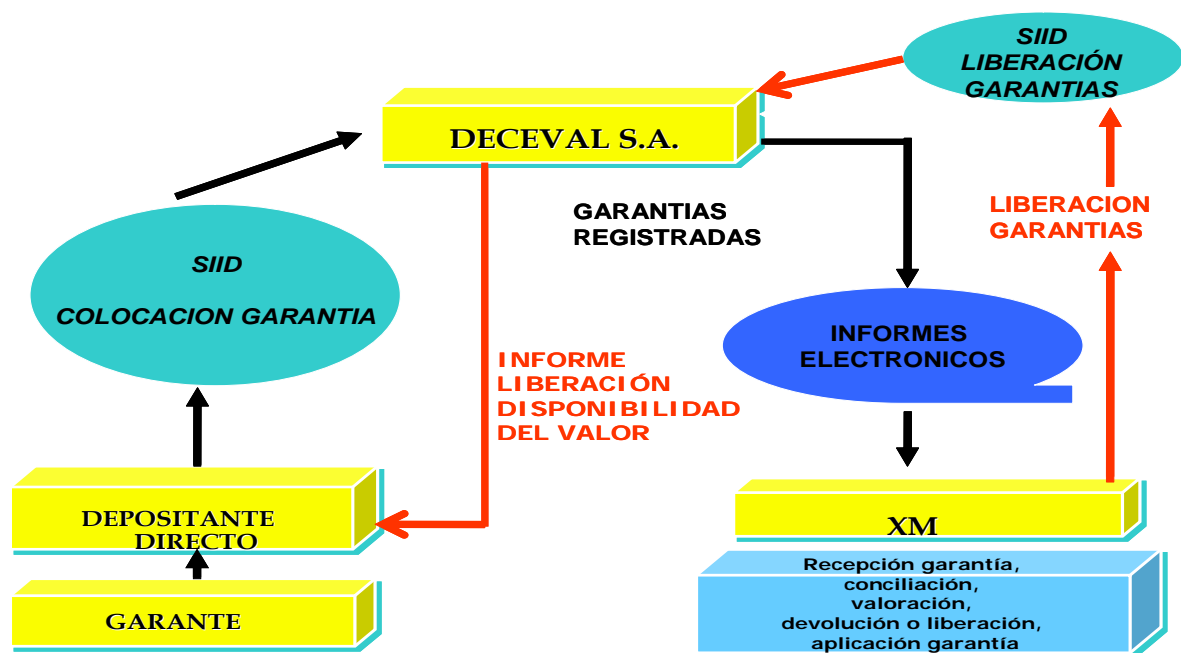 SIID
LIBERACIÓN
GARANTIAS
DECEVAL S.A.
GARANTIAS
REGISTRADAS
LIBERACION
GARANTIAS
SIID
COLOCACION GARANTIA
INFORMES
ELECTRONICOS
INFORME
LIBERACIÓN
DISPONIBILIDAD
DEL VALOR
DEPOSITANTE
DIRECTO
XM
GARANTE
Recepción garantía,
conciliación,
valoración,
devolución o liberación,
aplicación garantía